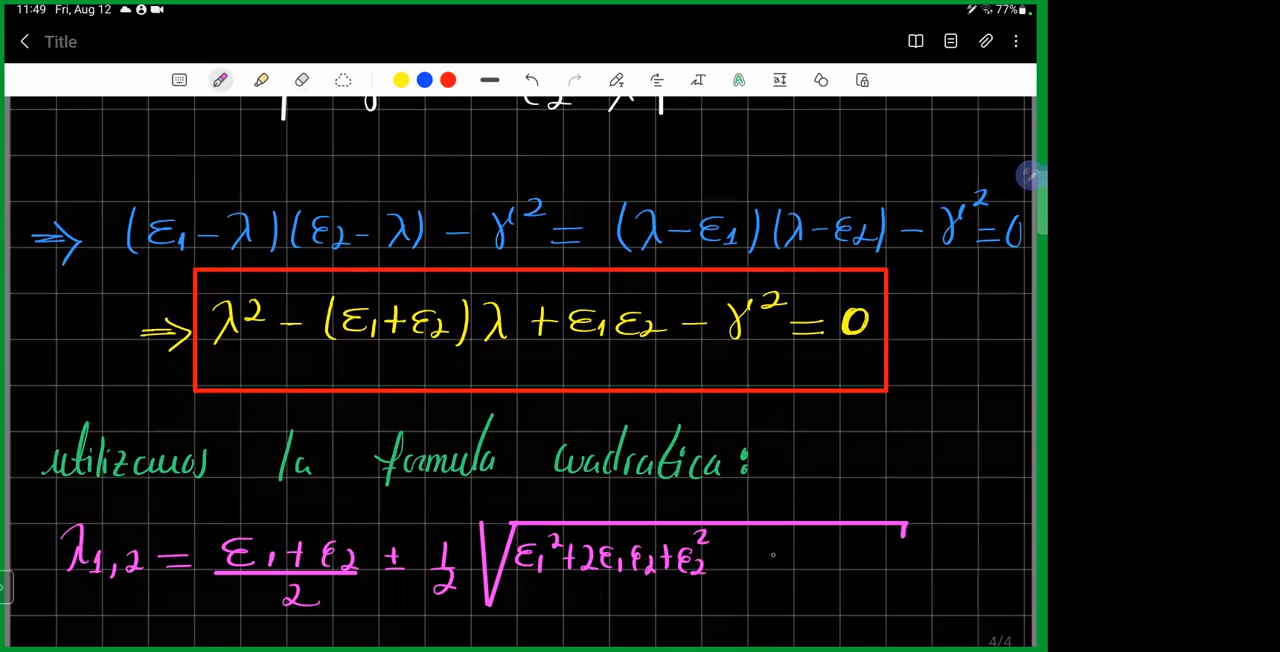 11:49 Fri, Aug 12 77%
Title
⇒ (ε₁ − λ)(ε₂ − λ) − γ² = (λ − ε₁)(λ − ε₂) − γ² = 0
⇒ λ² − (ε₁ + ε₂)λ + ε₁ε₂ − γ² = 0
utilizamos la formula cuadratica:
λ₁,₂ = (ε₁ + ε₂)/2 ± 1/2 √(ε₁² + 2ε₁ε₂ + ε₂²
4/4